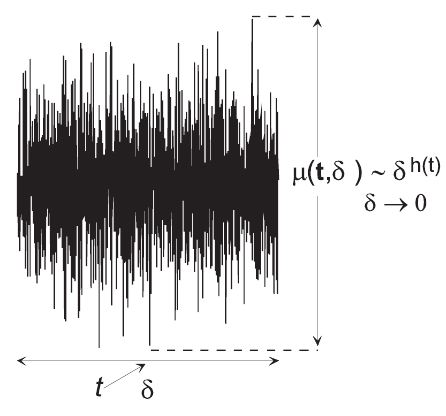 μ(t,δ ) ~ δ^h(t)
δ → 0
t δ